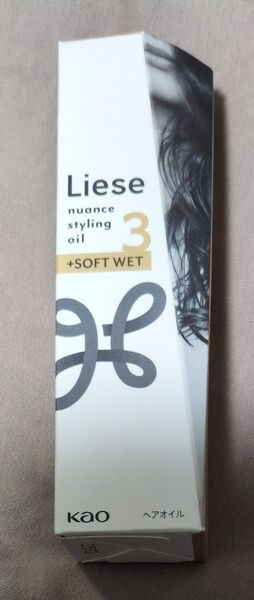 Liese
nuance
styling
oil
3
+SOFT WET
Kao
ヘアオイル